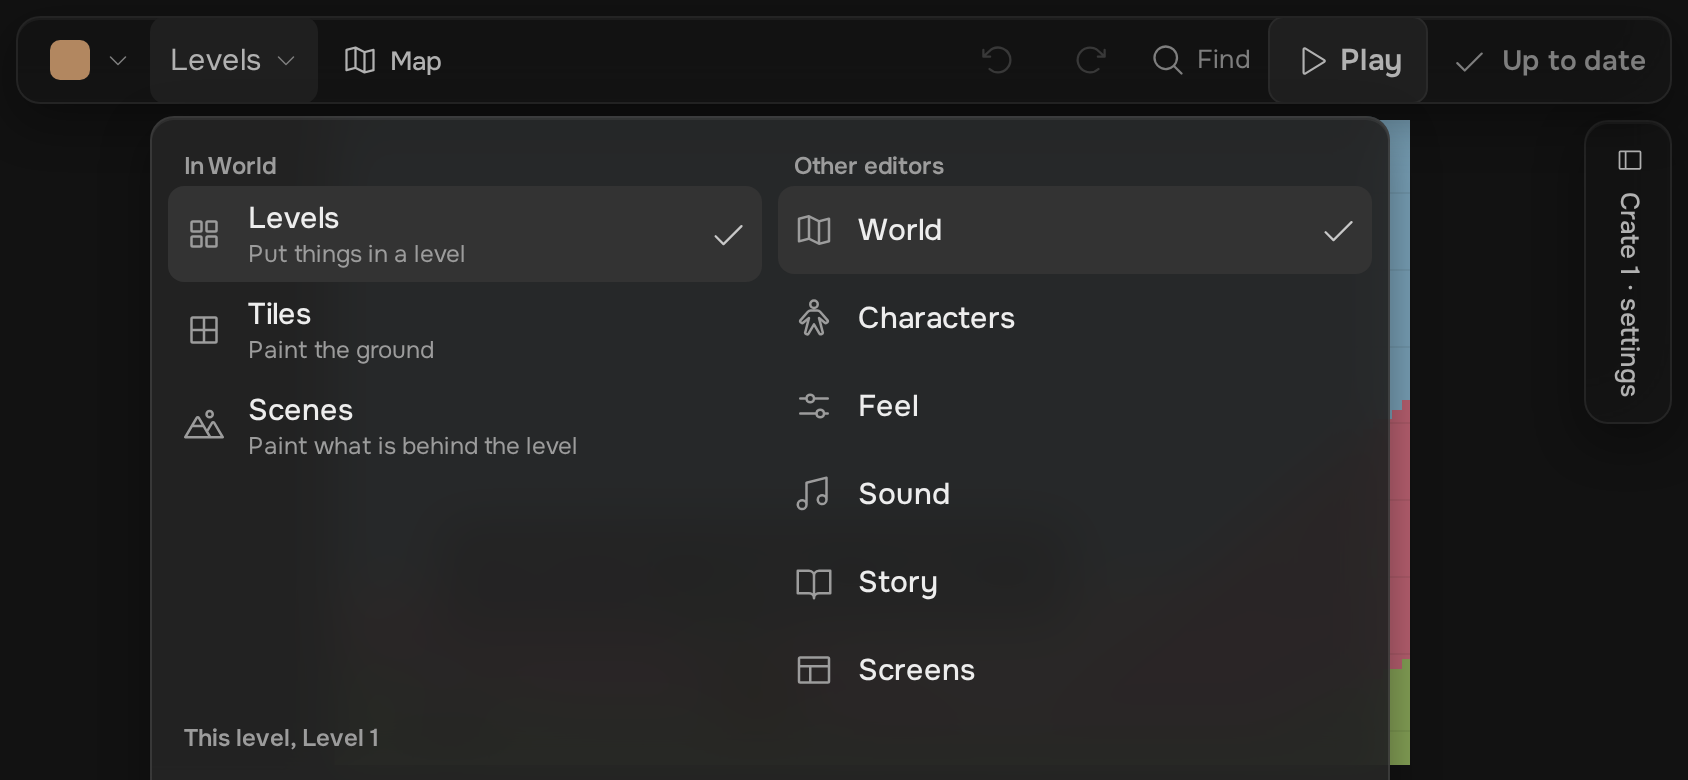 Levels
Map
Find
Play
Up to date
In World
Levels
Put things in a level
Tiles
Paint the ground
Scenes
Paint what is behind the level
Other editors
World
Characters
Feel
Sound
Story
Screens
This level, Level 1
Crate 1 · settings